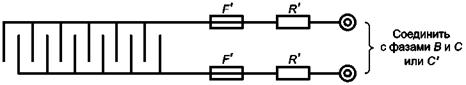 F' R'
Соединить
с фазами B и C
или C'
F' R'